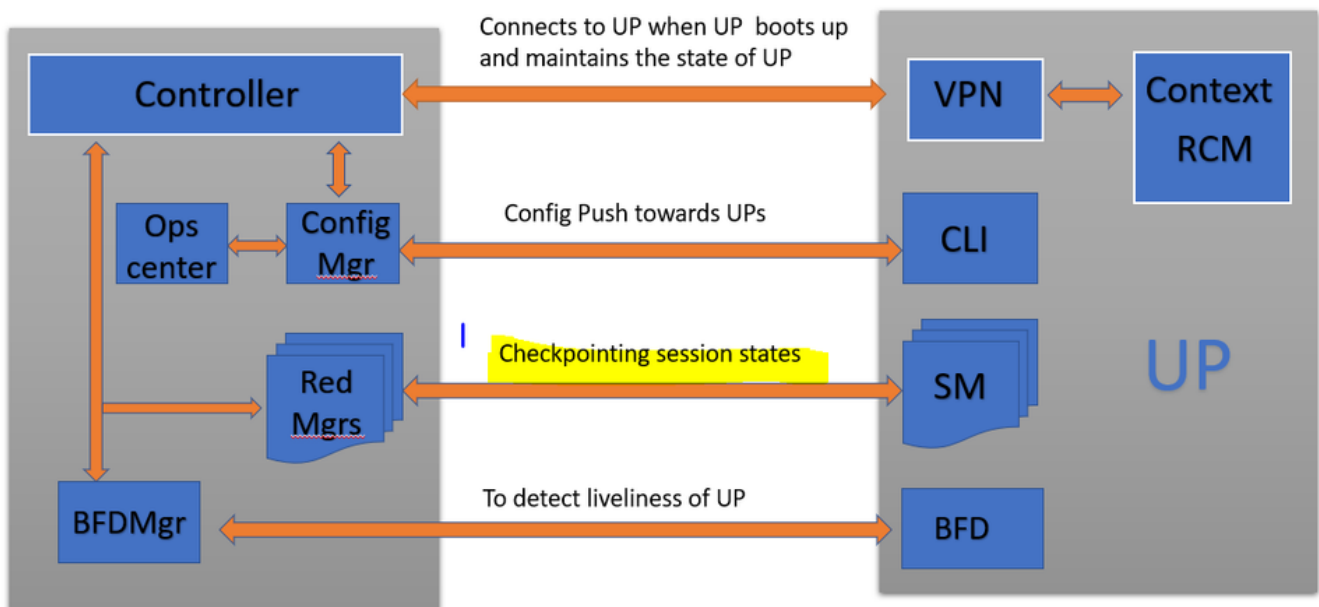 Connects to UP when UP boots up
and maintains the state of UP
Controller
VPN
Context
RCM
Ops
center
Config
Mgr
Config Push towards UPs
CLI
Checkpointing session states
Red
Mgrs
SM
UP
To detect liveliness of UP
BFDMgr
BFD